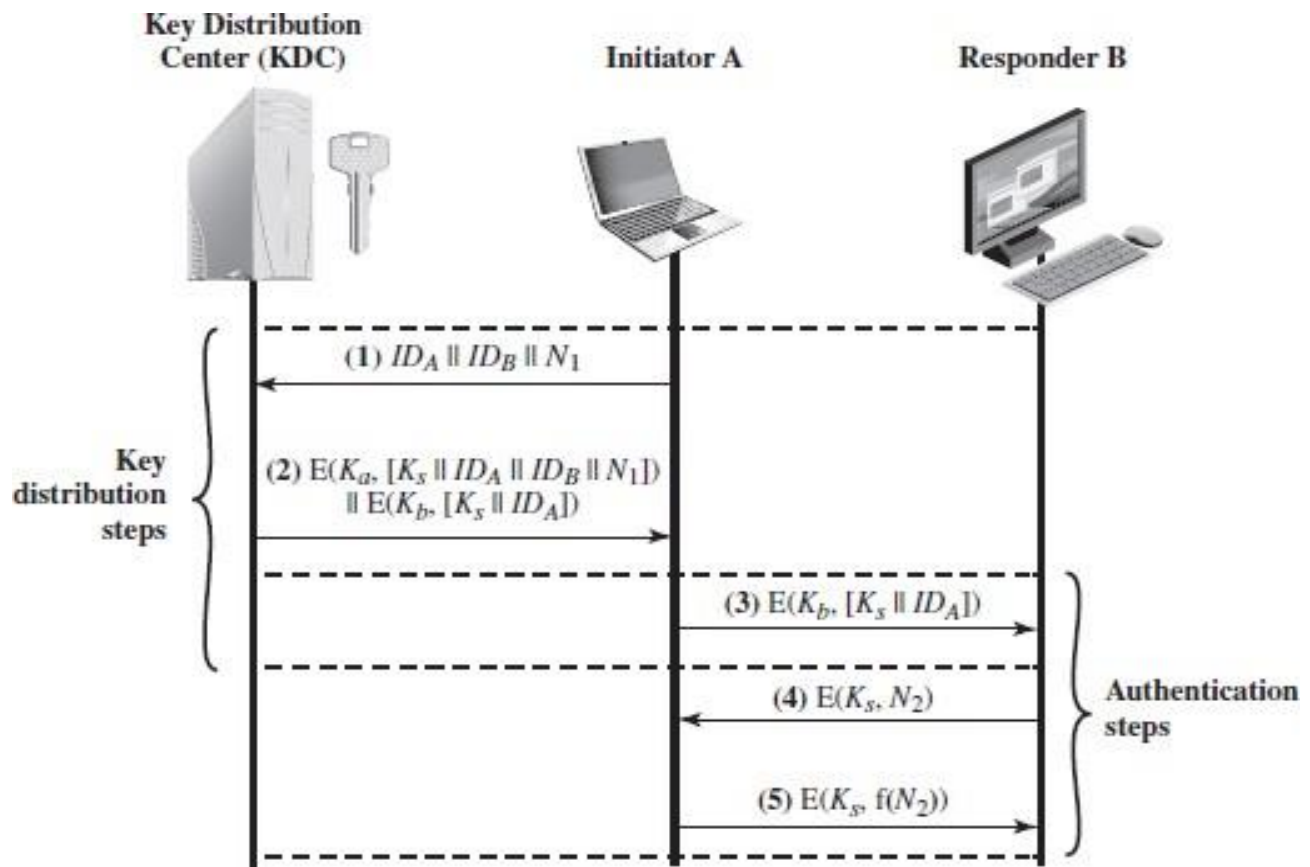 Key Distribution
Center (KDC)
Initiator A
Responder B
(1) ID_A || ID_B || N_1
Key
distribution
steps
(2) E(K_a, [K_s || ID_A || ID_B || N_1])
|| E(K_b, [K_s || ID_A])
(3) E(K_b, [K_s || ID_A])
(4) E(K_s, N_2)
Authentication
steps
(5) E(K_s, f(N_2))